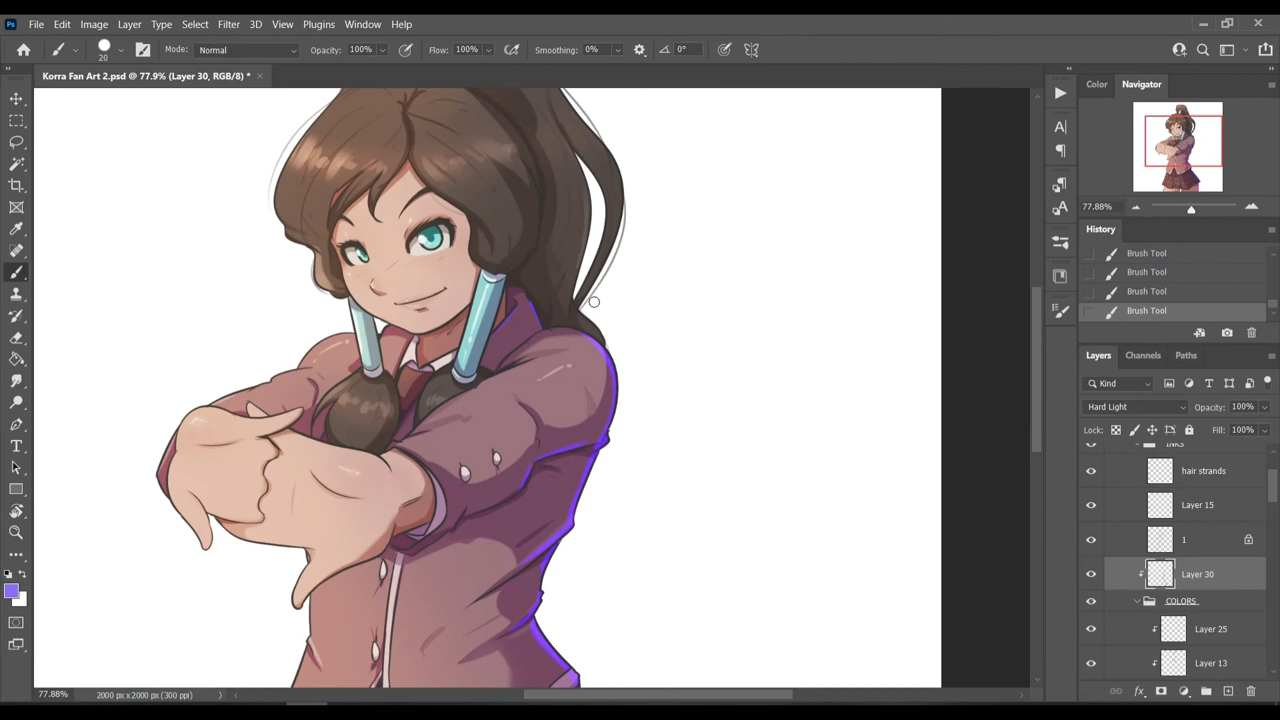 Ps File Edit Image Layer Type Select Filter 3D View Plugins Window Help
20 Mode: Normal Opacity: 100% Flow: 100% Smoothing: 0% 0°
Korra Fan Art 2.psd @ 77.9% (Layer 30, RGB/8) *
Color Navigator
77.88%
History
Brush Tool
Brush Tool
Brush Tool
Brush Tool
Layers Channels Paths
Kind
Hard Light Opacity: 100%
Lock: Fill: 100%
INKS
hair strands
Layer 15
1
Layer 30
COLORS
Layer 25
Layer 13
77.88% 2000 px x 2000 px (300 ppi)